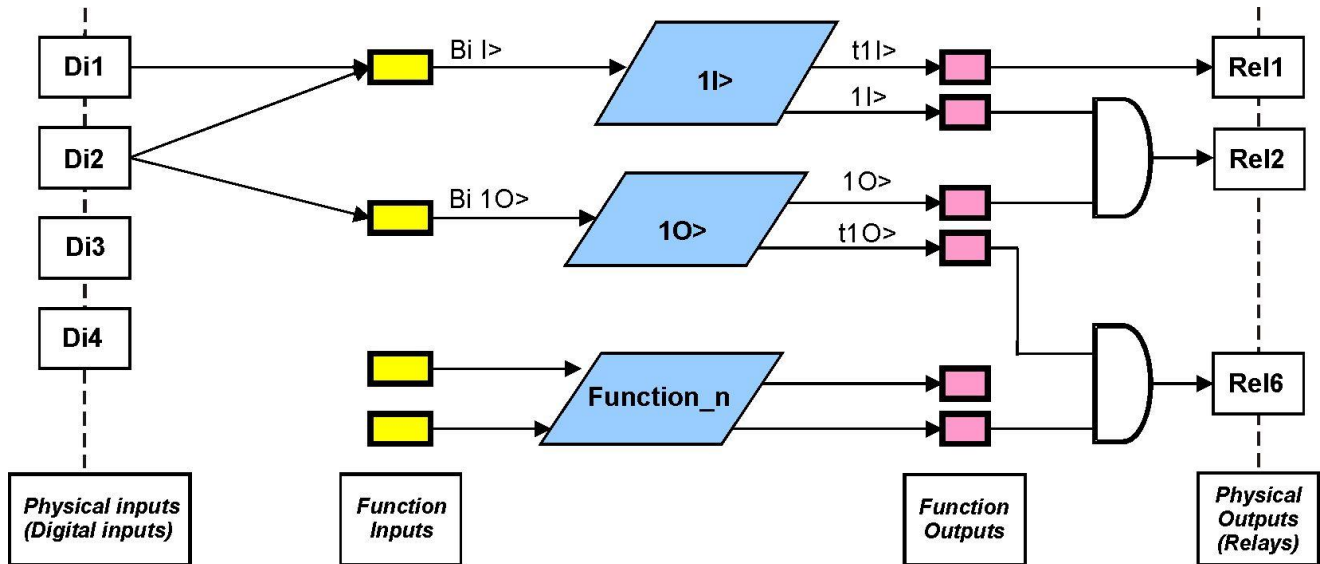 Di1
Bi I>
1I>
t1I>
1I>
Rel1
Di2
Rel2
Bi 1O>
1O>
1O>
t1O>
Di3
Di4
Function_n
Rel6
Physical inputs
(Digital inputs)
Function
Inputs
Function
Outputs
Physical
Outputs
(Relays)